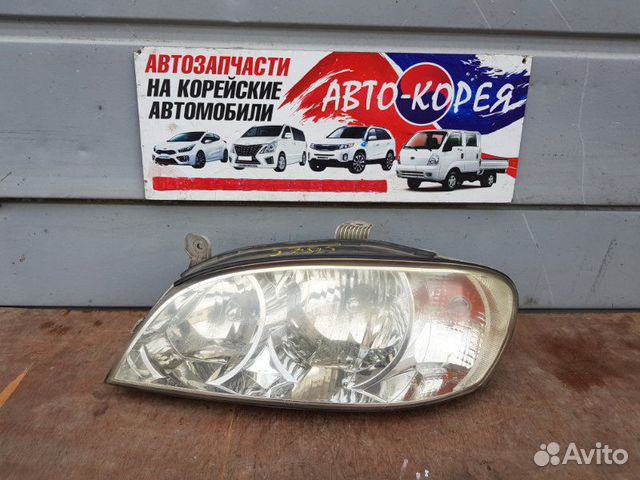 АВТОЗАПЧАСТИ
НА КОРЕЙСКИЕ
АВТОМОБИЛИ
АВТО-КОРЕЯ
Avito